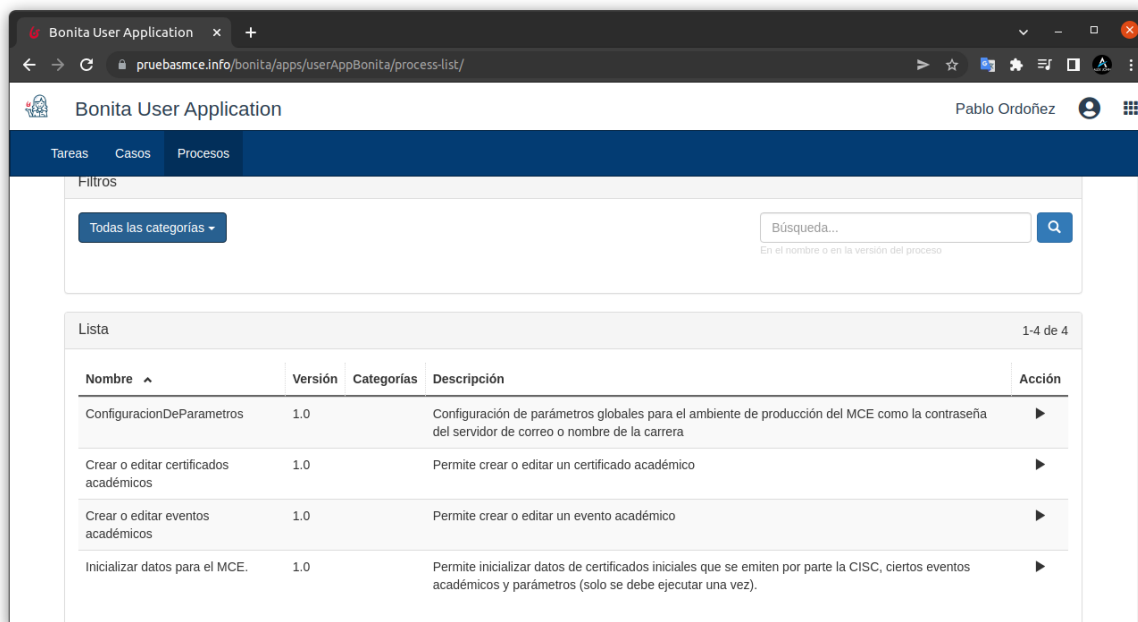 Bonita User Application
pruebasmce.info/bonita/apps/userAppBonita/process-list/
Bonita User Application
Pablo Ordoñez
Tareas Casos Procesos
Filtros
Todas las categorías
Búsqueda...
En el nombre o en la versión del proceso
Lista
1-4 de 4
Nombre Versión Categorías Descripción Acción
ConfiguracionDeParametros 1.0 Configuración de parámetros globales para el ambiente de producción del MCE como la contraseña
del servidor de correo o nombre de la carrera
Crear o editar certificados 1.0 Permite crear o editar un certificado académico
académicos
Crear o editar eventos 1.0 Permite crear o editar un evento académico
académicos
Inicializar datos para el MCE. 1.0 Permite inicializar datos de certificados iniciales que se emiten por parte la CISC, ciertos eventos
académicos y parámetros (solo se debe ejecutar una vez).